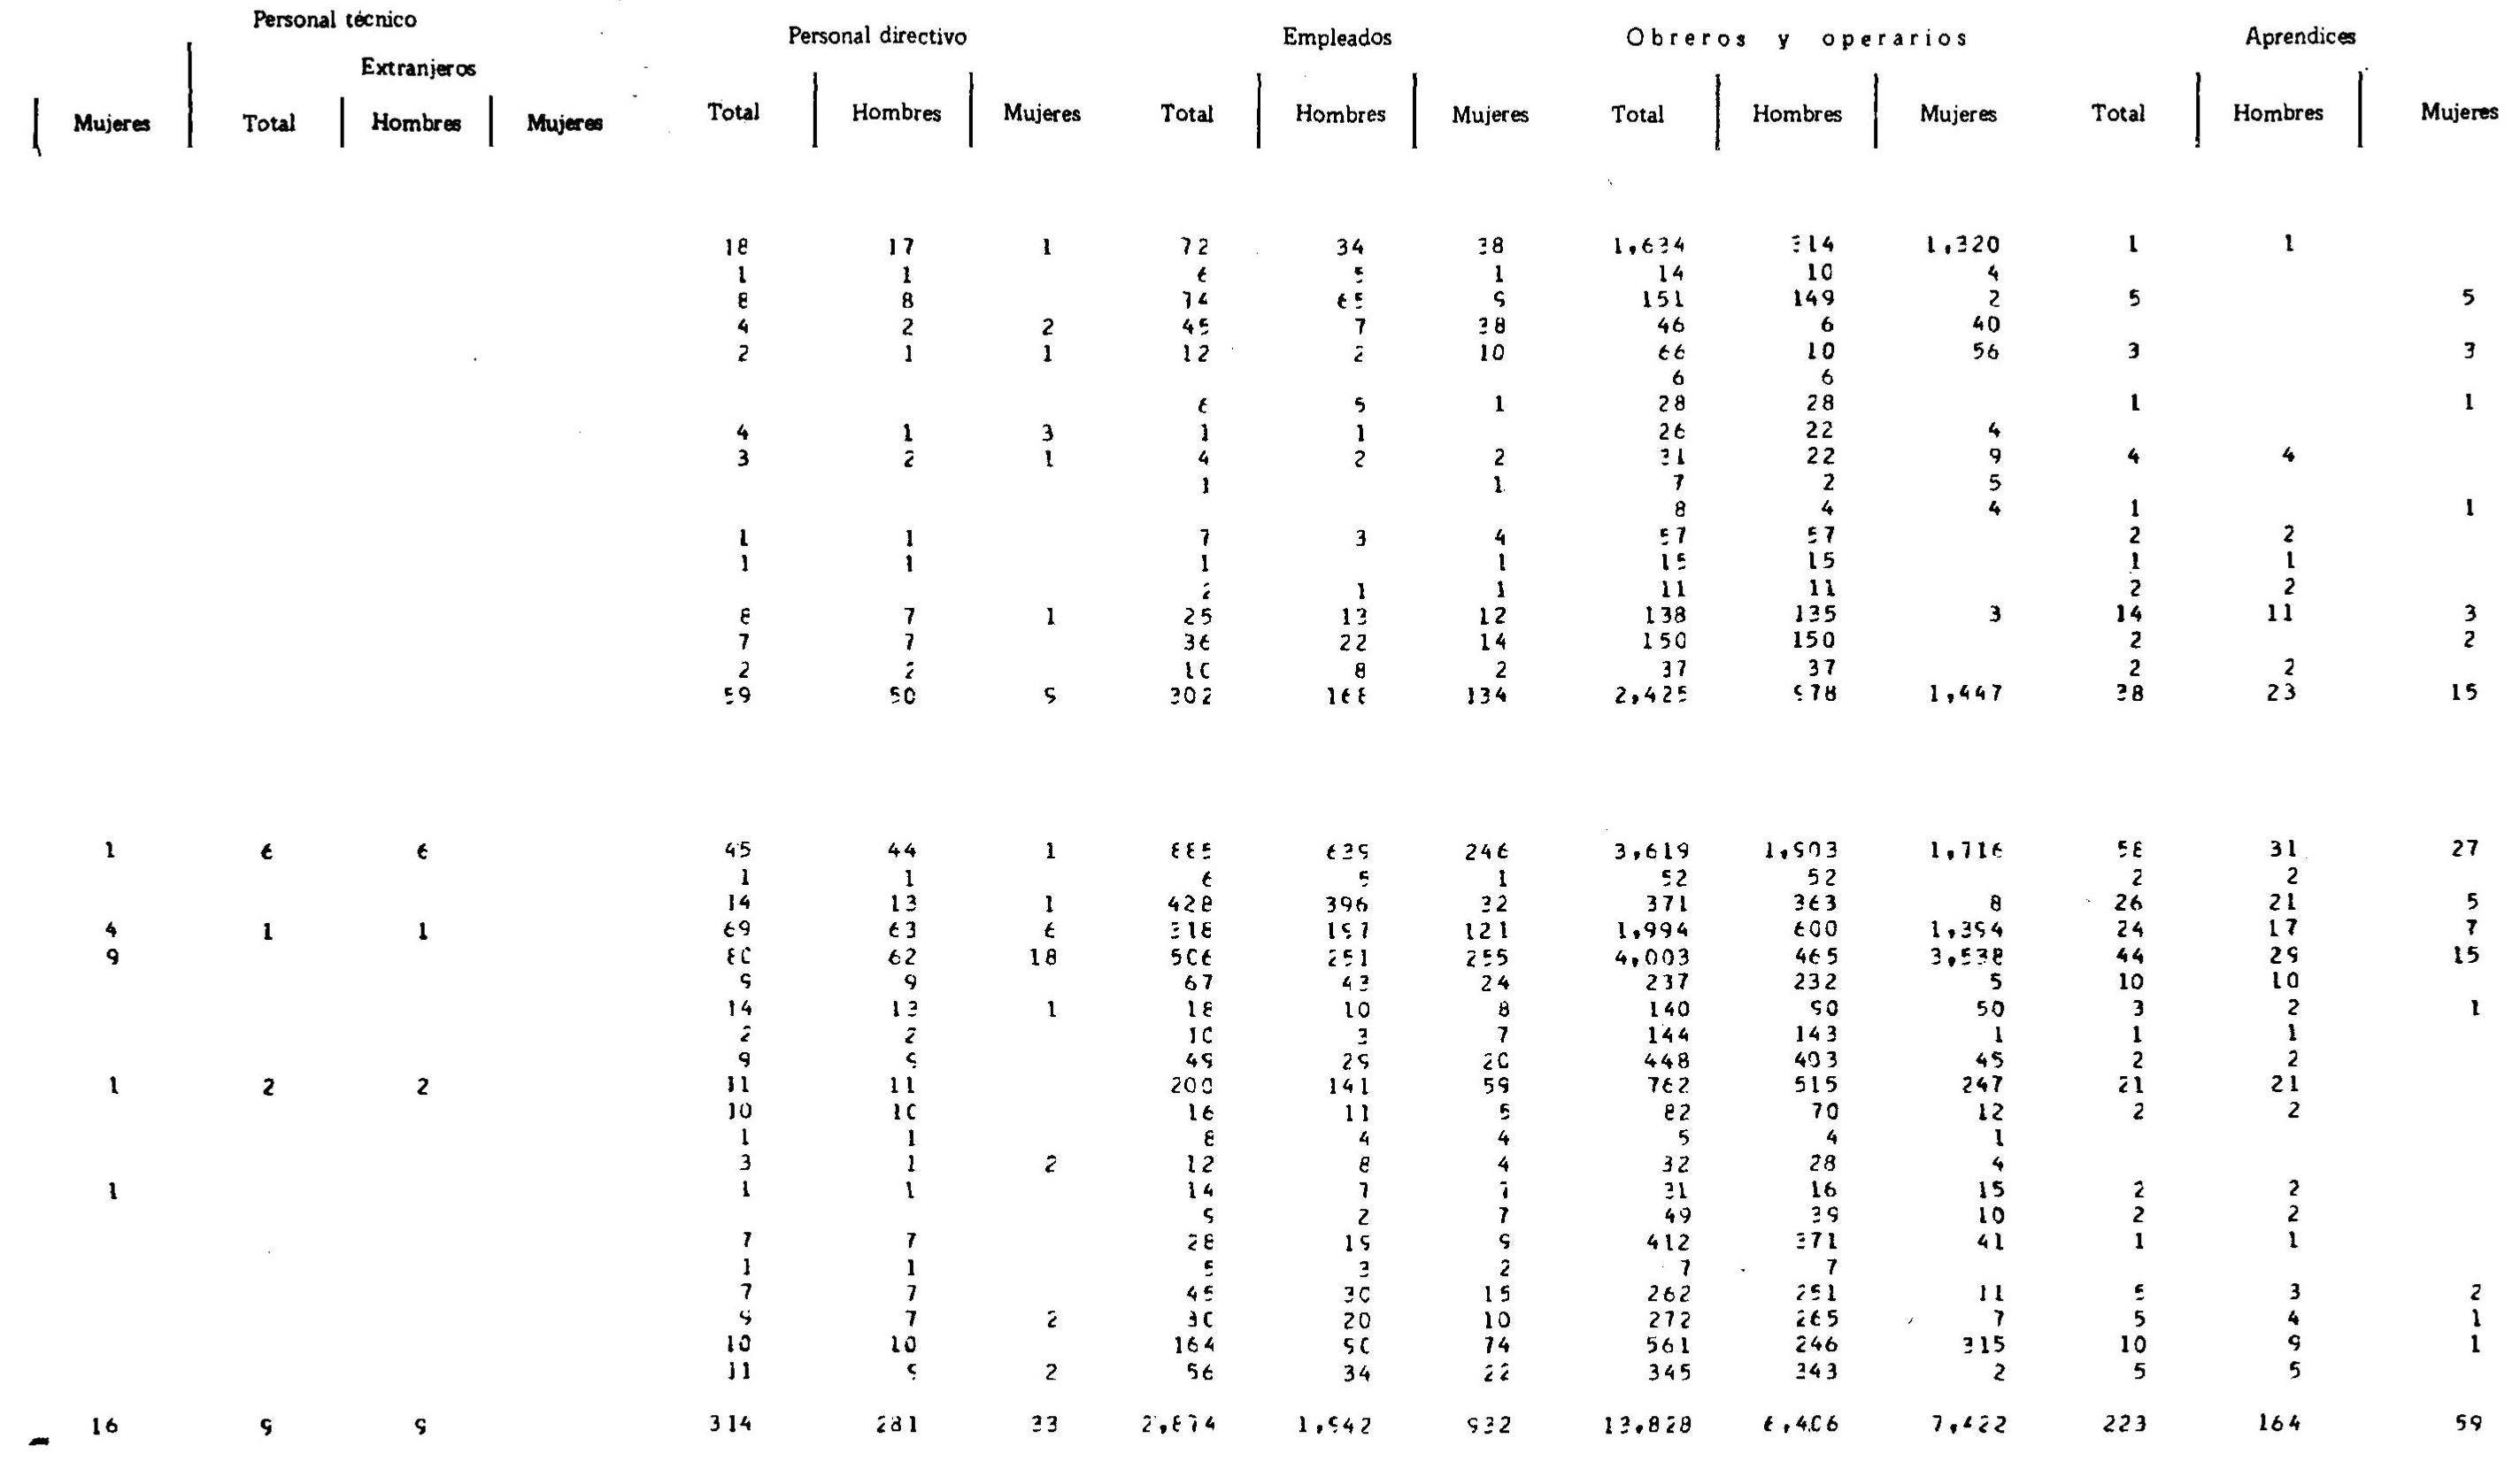 Personal técnico
Personal directivo Empleados Obreros y operarios Aprendices
Extranjeros
Mujeres Total Hombres Mujeres Total Hombres Mujeres Total Hombres Mujeres Total Hombres Mujeres Total Hombres Mujeres
18 17 1 72 34 38 1,634 314 1,320 1 1
1 1 6 5 1 14 10 4
8 8 74 65 9 151 149 2 5 5
4 2 2 45 7 38 46 6 40
2 1 1 12 2 10 66 10 56 3 3
6 6
6 5 1 28 28 1 1
4 1 3 1 1 26 22 4
3 2 1 4 2 2 31 22 9 4 4
1 1 7 2 5
8 4 4 1 1
1 1 7 3 4 57 57 2 2
1 1 1 1 15 15 1 1
2 1 1 11 11 2 2
8 7 1 25 13 12 138 135 3 14 11 3
7 7 36 22 14 150 150 2 2
2 2 10 8 2 37 37 2 2
59 50 9 302 168 134 2,425 978 1,447 38 23 15
1 6 6 45 44 1 885 639 246 3,619 1,903 1,716 58 31 27
1 1 6 5 1 52 52 2 2
14 13 1 428 396 32 371 363 8 26 21 5
4 1 1 69 63 6 318 197 121 1,994 600 1,394 24 17 7
9 80 62 18 506 251 255 4,003 465 3,538 44 29 15
9 9 67 43 24 237 232 5 10 10
14 13 1 18 10 8 140 90 50 3 2 1
2 2 10 3 7 144 143 1 1 1
9 9 49 29 20 448 403 45 2 2
1 2 2 11 11 200 141 59 762 515 247 21 21
10 10 16 11 5 82 70 12 2 2
1 1 8 4 4 5 4 1
3 1 2 12 8 4 32 28 4
1 1 1 14 7 7 31 16 15 2 2
9 2 7 49 39 10 2 2
7 7 28 19 9 412 371 41 1 1
1 1 5 3 2 7 7
7 7 45 30 15 262 251 11 5 3 2
9 7 2 30 20 10 272 265 7 5 4 1
10 10 164 90 74 561 246 315 10 9 1
11 9 2 56 34 22 345 343 2 5 5
16 9 9 314 281 33 2,874 1,942 932 13,828 6,406 7,422 223 164 59